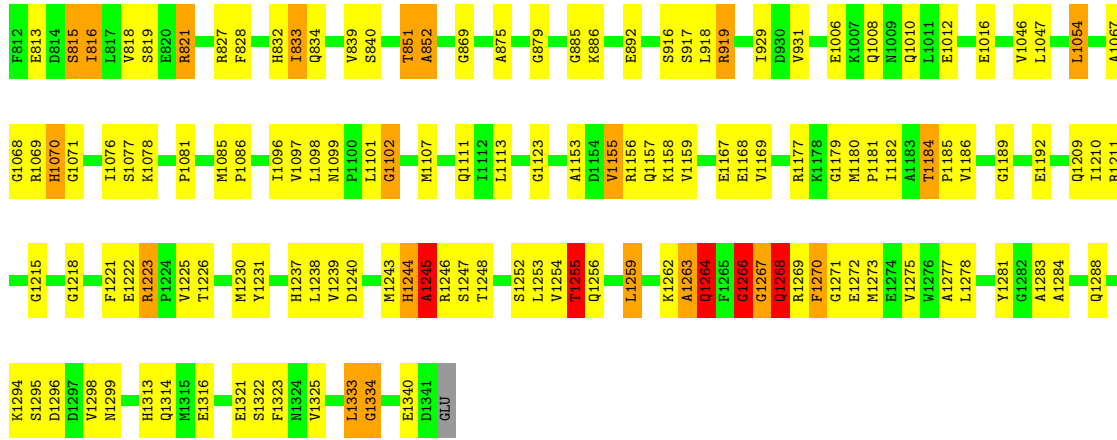 F812 E813 D814 S815 I816 L817 V818 S819 E820 R821 R827 F828 H832 I833 Q834 V839 S840 T851 A852 G869 A875 G879 G885 K886 E892 S916 S917 L918 R919 I929 D930 V931 E1006 K1007 Q1008 N1009 Q1010 L1011 E1012 E1016 V1046 L1047 L1054 A1067
G1068 R1069 H1070 G1071 I1076 S1077 K1078 P1081 M1085 P1086 I1096 V1097 L1098 N1099 P1100 L1101 G1102 M1107 Q1111 I1112 L1113 G1123 A1153 D1154 V1155 R1156 Q1157 K1158 V1159 E1167 E1168 V1169 R1177 K1178 G1179 M1180 P1181 I1182 A1183 T1184 P1185 V1186 G1189 E1192 Q1209 I1210 R1211
G1215 G1218 F1221 E1222 R1223 P1224 V1225 T1226 M1230 Y1231 H1237 L1238 V1239 D1240 M1243 H1244 A1245 R1246 S1247 T1248 S1252 L1253 V1254 T1255 Q1256 L1259 K1262 A1263 Q1264 F1265 G1266 G1267 Q1268 R1269 F1270 G1271 E1272 M1273 E1274 V1275 W1276 A1277 L1278 Y1281 G1282 A1283 A1284 Q1288
K1294 S1295 D1296 D1297 V1298 N1299 H1313 Q1314 M1315 E1316 E1321 S1322 F1323 N1324 V1325 L1333 G1334 E1340 D1341 GLU